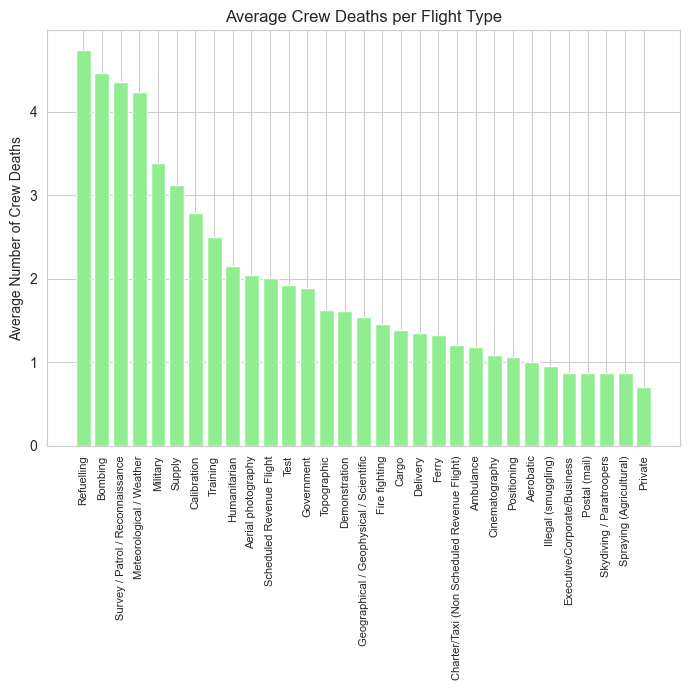 Average Crew Deaths per Flight Type
Average Number of Crew Deaths
4
3
2
1
0
Refuelling
Bombing
Survey / Patrol / Reconnaissance
Meteorological / Weather
Military
Supply
Calibration
Training
Humanitarian
Aerial photography
Scheduled Revenue Flight
Test
Government
Topographic
Demonstration
Geographical / Geophysical / Scientific
Fire fighting
Cargo
Delivery
Ferry
Charter/Taxi (Non Scheduled Revenue Flight)
Ambulance
Cinematography
Positioning
Aerobatic
Illegal (smuggling)
Executive/Corporate/Business
Postal (mail)
Skydiving / Paratroopers
Spraying (Agricultural)
Private